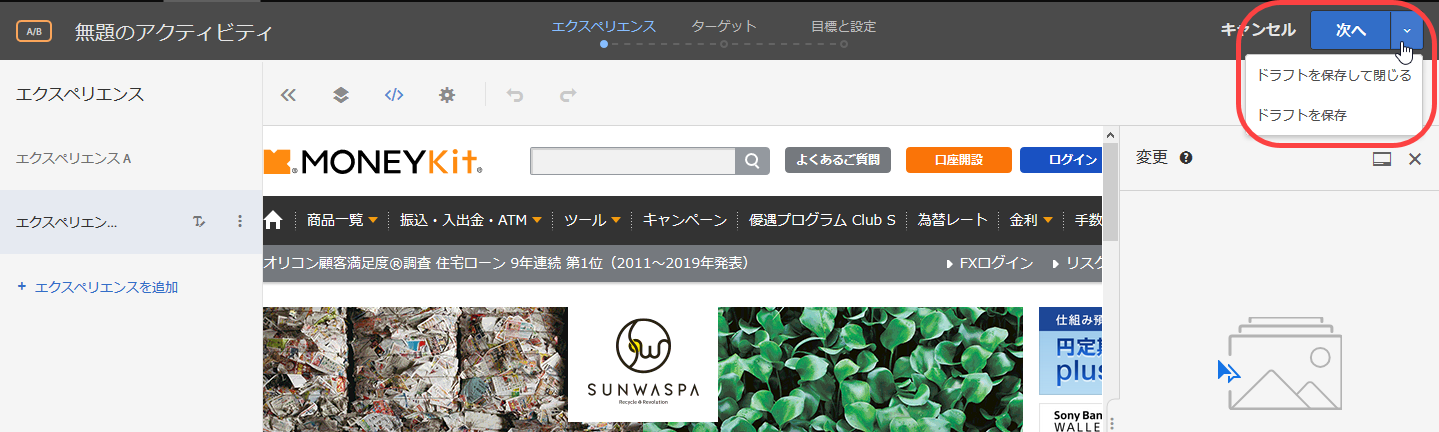 A/B
無題のアクティビティ
エクスペリエンス
ターゲット
目標と設定
キャンセル
次へ
ドラフトを保存して閉じる
ドラフトを保存
エクスペリエンス
エクスペリエンス A
エクスペリエン...
+ エクスペリエンスを追加
</>
MONEYKit
よくあるご質問
口座開設
ログイン
商品一覧
振込・入出金・ATM
ツール
キャンペーン
優遇プログラム Club S
為替レート
金利
手数
オリコン顧客満足度®調査 住宅ローン 9年連続 第1位（2011～2019年発表）
FXログイン
リスク
SUNWASPA
Recycle Revolution
仕組み預
円定期
plus
Sony Ban
WALLE
変更